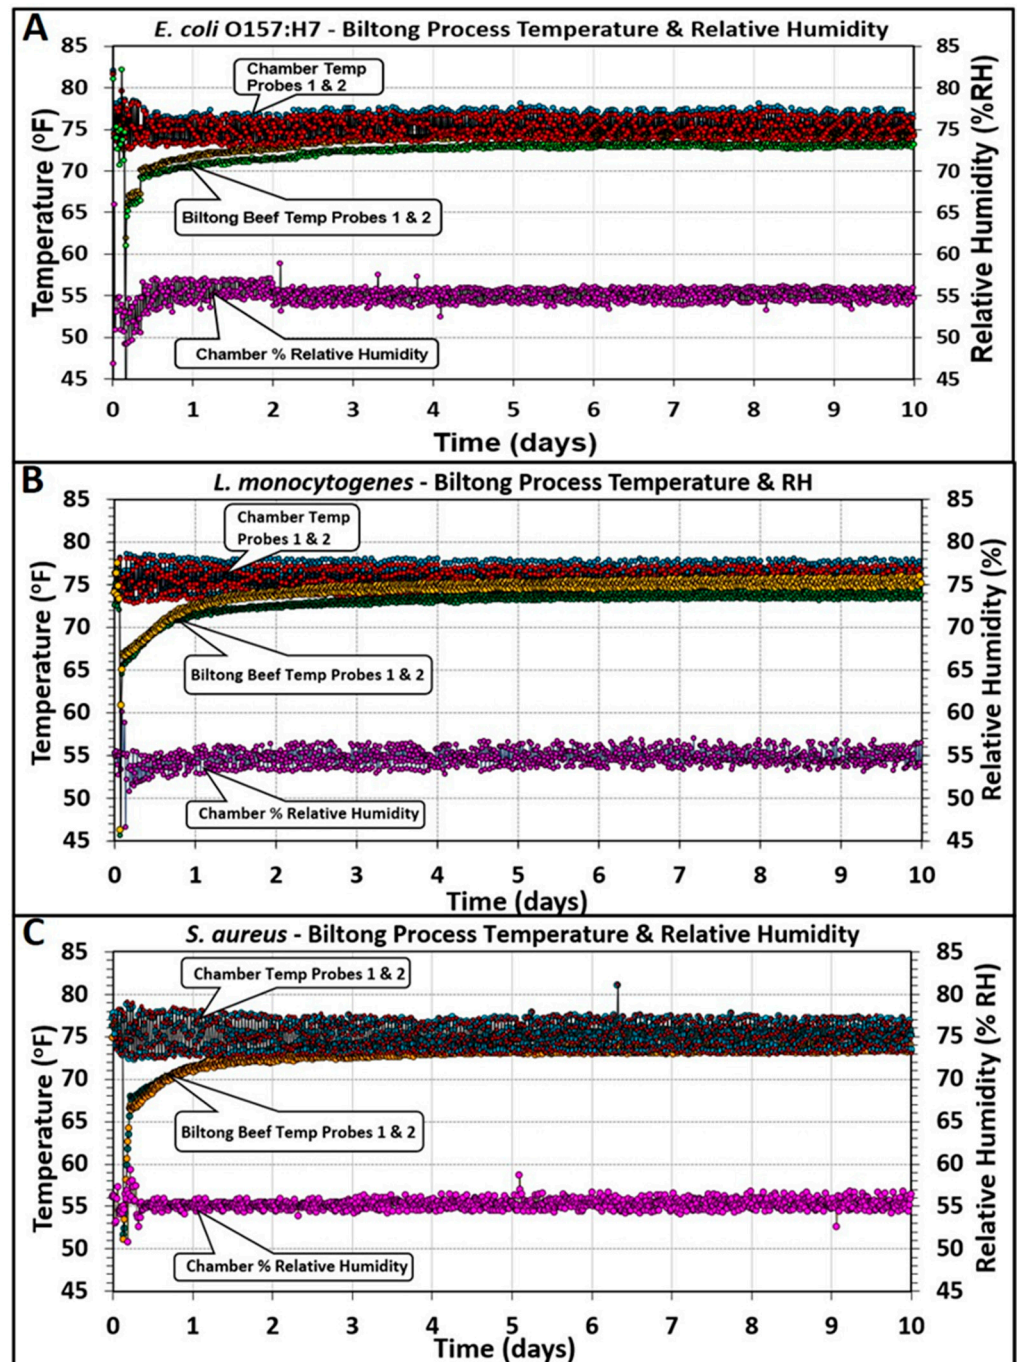 A
E. coli O157:H7 - Biltong Process Temperature & Relative Humidity
85 85
Chamber Temp
Probes 1 & 2
80 80
75 75
70 70
Biltong Beef Temp Probes 1 & 2
65 65
60 60
55 55
50 50
Chamber % Relative Humidity
45 45
Temperature (ºF)
Relative Humidity (%RH)
0 1 2 3 4 5 6 7 8 9 10
Time (days)
B
L. monocytogenes - Biltong Process Temperature & RH
85 85
Chamber Temp
Probes 1 & 2
80 80
75 75
70 70
Biltong Beef Temp Probes 1 & 2
65 65
60 60
55 55
50 50
Chamber % Relative Humidity
45 45
Temperature (ºF)
Relative Humidity (%)
0 1 2 3 4 5 6 7 8 9 10
Time (days)
C
S. aureus - Biltong Process Temperature & Relative Humidity
85 85
Chamber Temp Probes 1 & 2
80 80
75 75
70 70
65 65
Biltong Beef Temp Probes 1 & 2
60 60
55 55
50 50
Chamber % Relative Humidity
45 45
Temperature (ºF)
Relative Humidity (% RH)
0 1 2 3 4 5 6 7 8 9 10
Time (days)